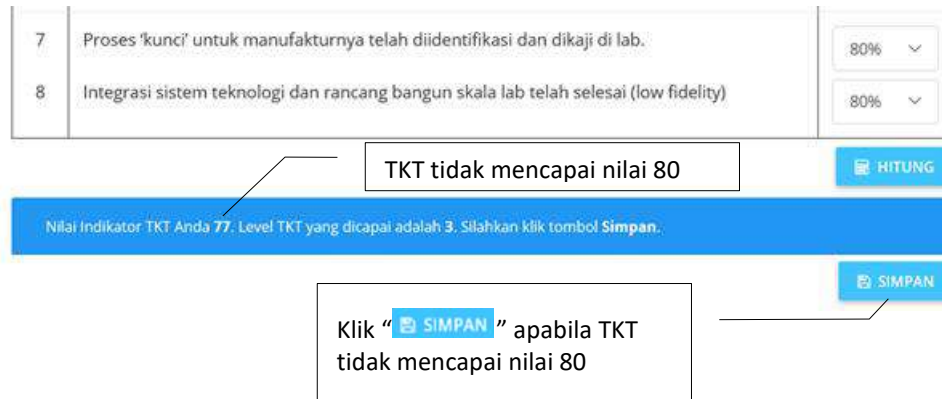 7 Proses ‘kunci’ untuk manufakturnya telah diidentifikasi dan dikaji di lab. 80%
8 Integrasi sistem teknologi dan rancang bangun skala lab telah selesai (low fidelity) 80%
TKT tidak mencapai nilai 80
HITUNG
Nilai Indikator TKT Anda 77. Level TKT yang dicapai adalah 3. Silahkan klik tombol Simpan.
SIMPAN
Klik “ SIMPAN ” apabila TKT
tidak mencapai nilai 80